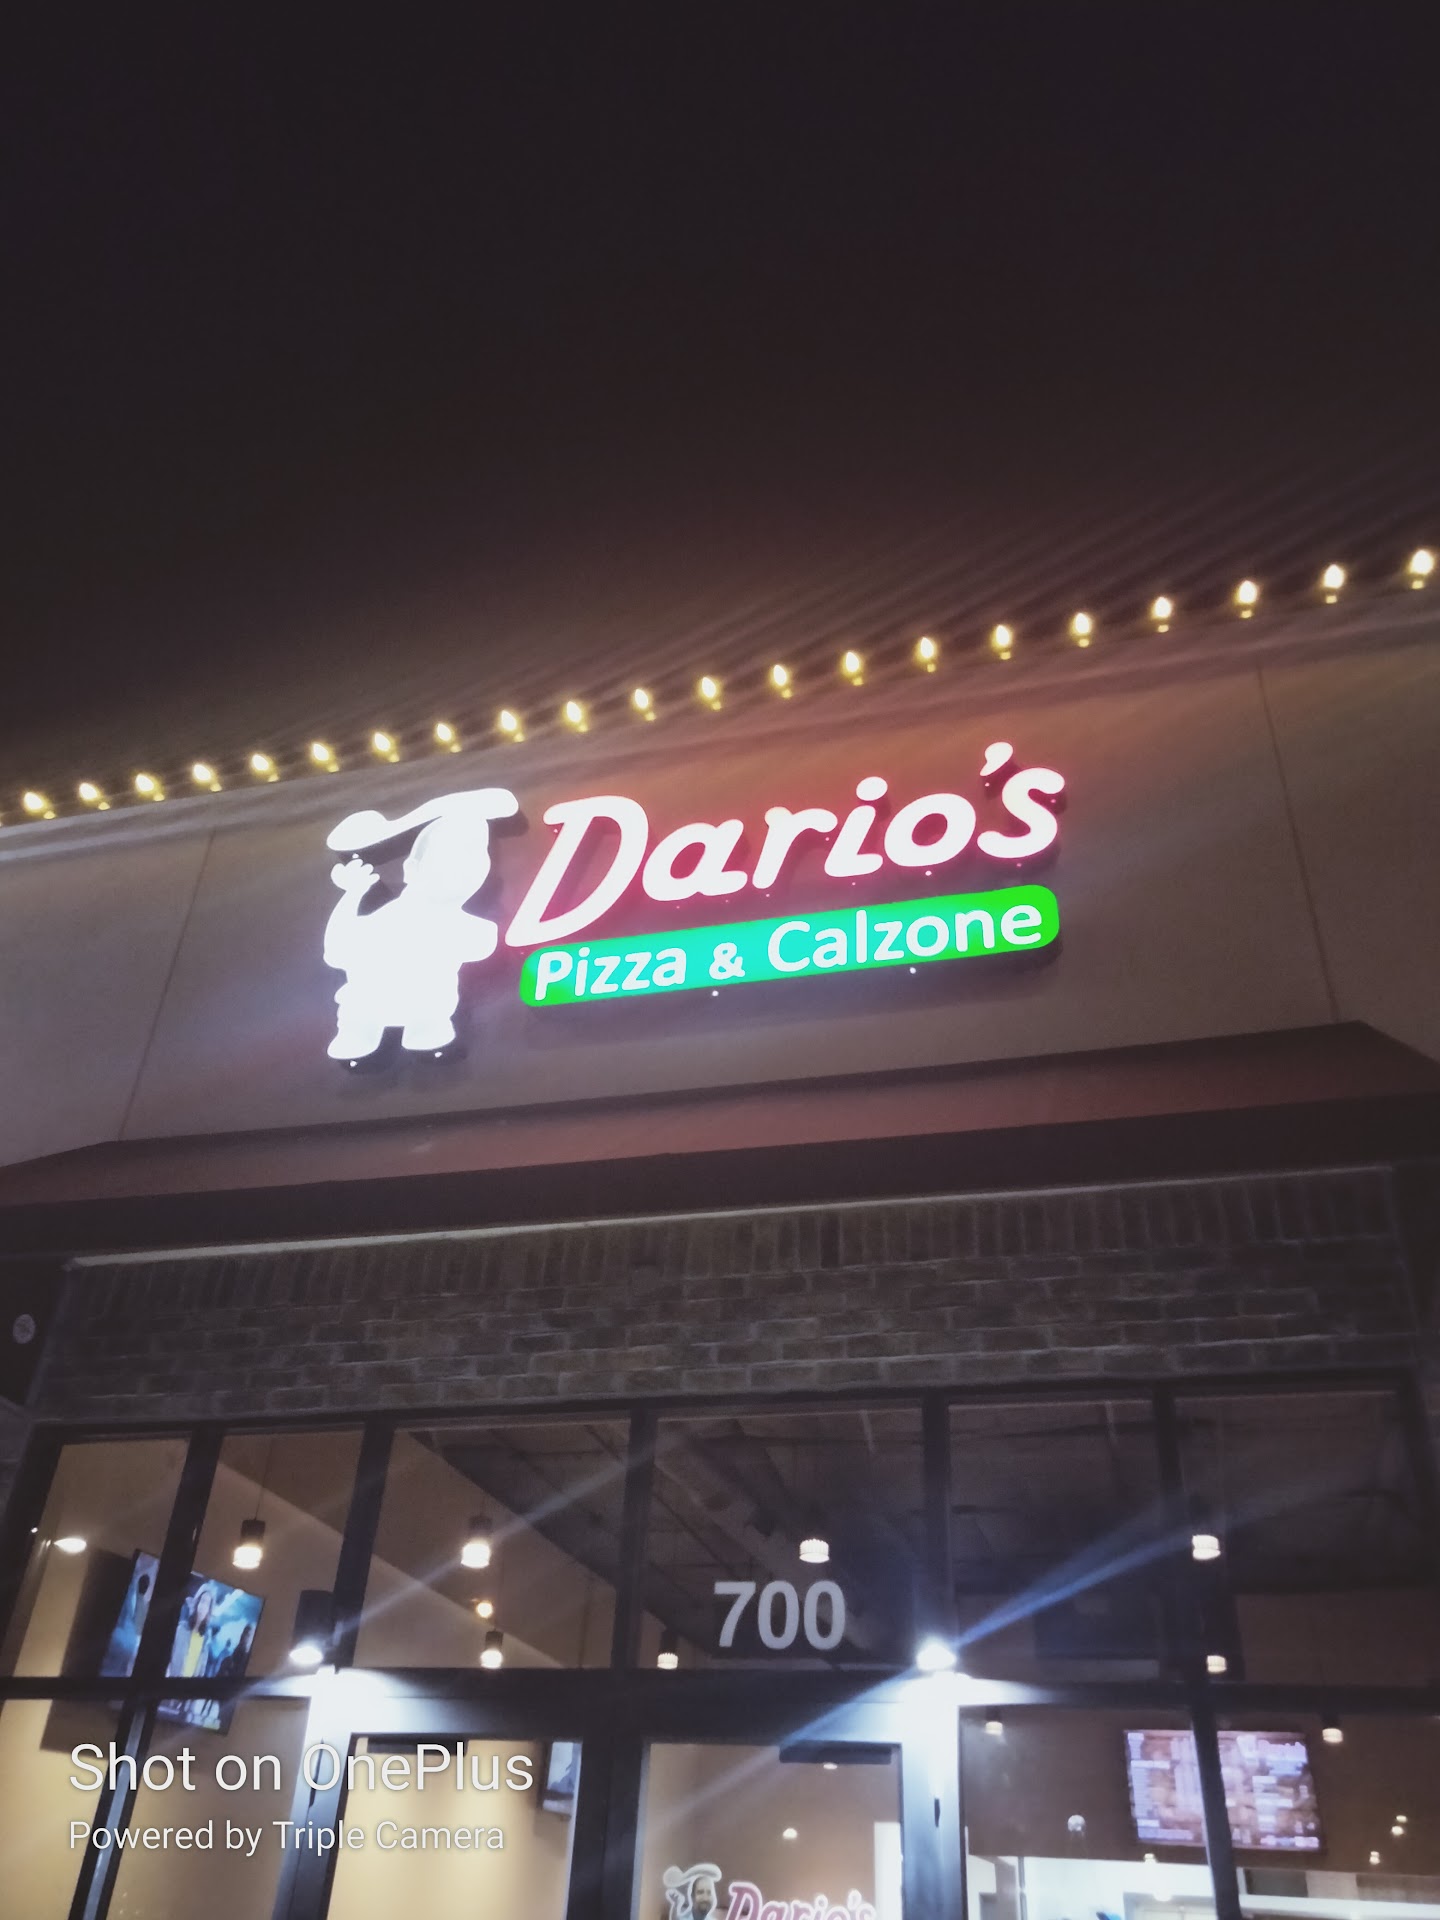 Dario's
Pizza & Calzone
700
Shot on OnePlus
Powered by Triple Camera
Dario's